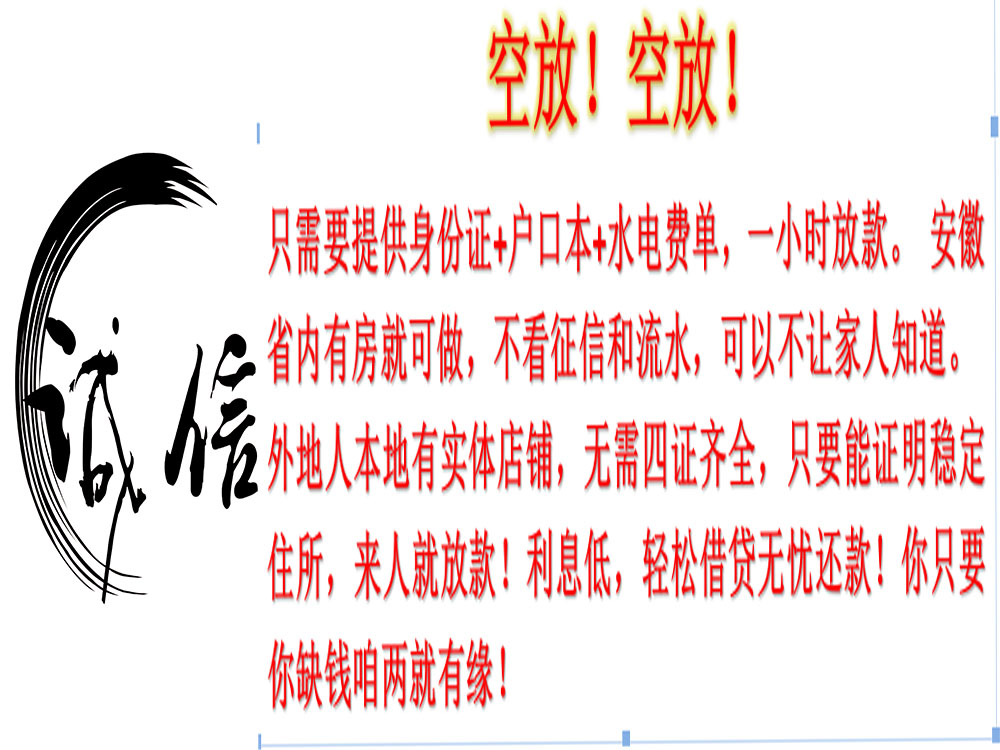 空放！空放！
诚信
只需要提供身份证+户口本+水电费单，一小时放款。 安徽
省内有房就可做，不看征信和流水，可以不让家人知道。
外地人本地有实体店铺，无需四证齐全，只要能证明稳定
住所，来人就放款！利息低，轻松借贷无忧还款！你只要
你缺钱咱两就有缘！